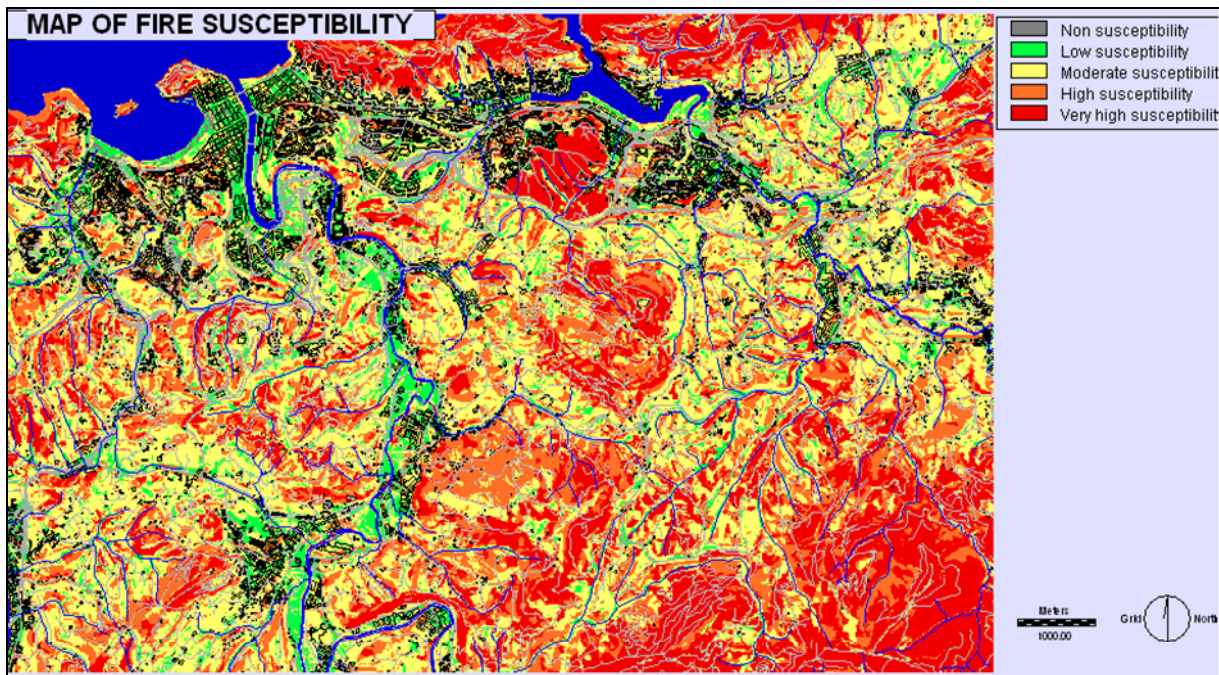 MAP OF FIRE SUSCEPTIBILITY
Non susceptibility
Low susceptibility
Moderate susceptibilit
High susceptibility
Very high susceptibility
Meters
1000.00
Grid North